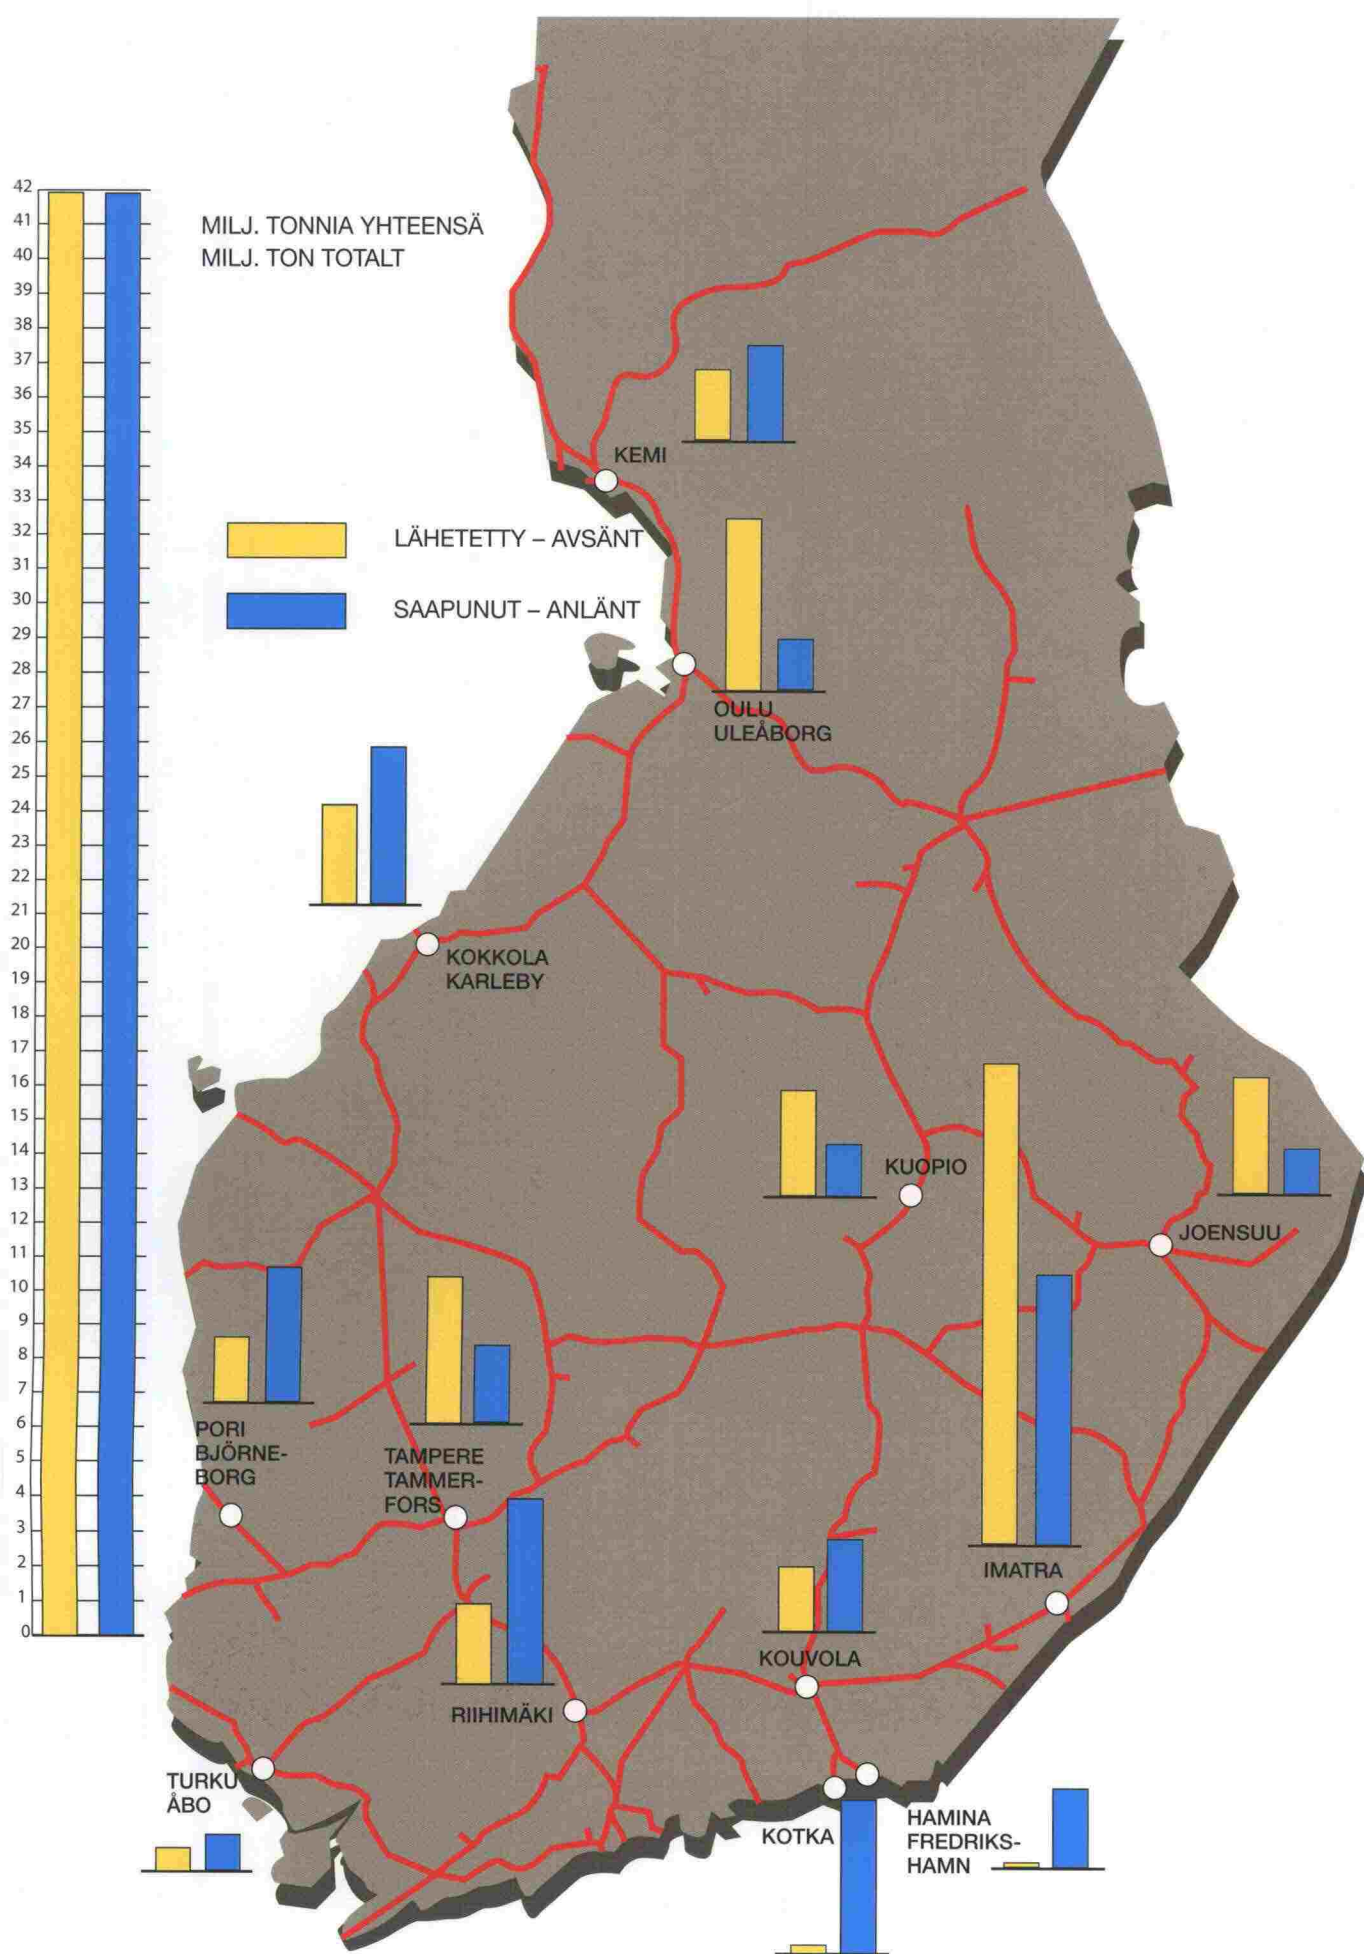 42
41
40
39
38
37
36
35
34
33
32
31
30
29
28
27
26
25
24
23
22
21
20
19
18
17
16
15
14
13
12
11
10
9
8
7
6
5
4
3
2
1
0
MILJ. TONNIA YHTEENSÄ
MILJ. TON TOTALT
LÄHETETTY – AVSÄNT
SAAPUNUT – ANLÄNT
KEMI
OULU
ULEÅBORG
KOKKOLA
KARLEBY
KUOPIO
JOENSUU
PORI
BJÖRNE-
BORG
TAMPERE
TAMMER-
FORS
IMATRA
KOUVOLA
RIIHIMÄKI
TURKU
ÅBO
KOTKA
HAMINA
FREDRIKS-
HAMN